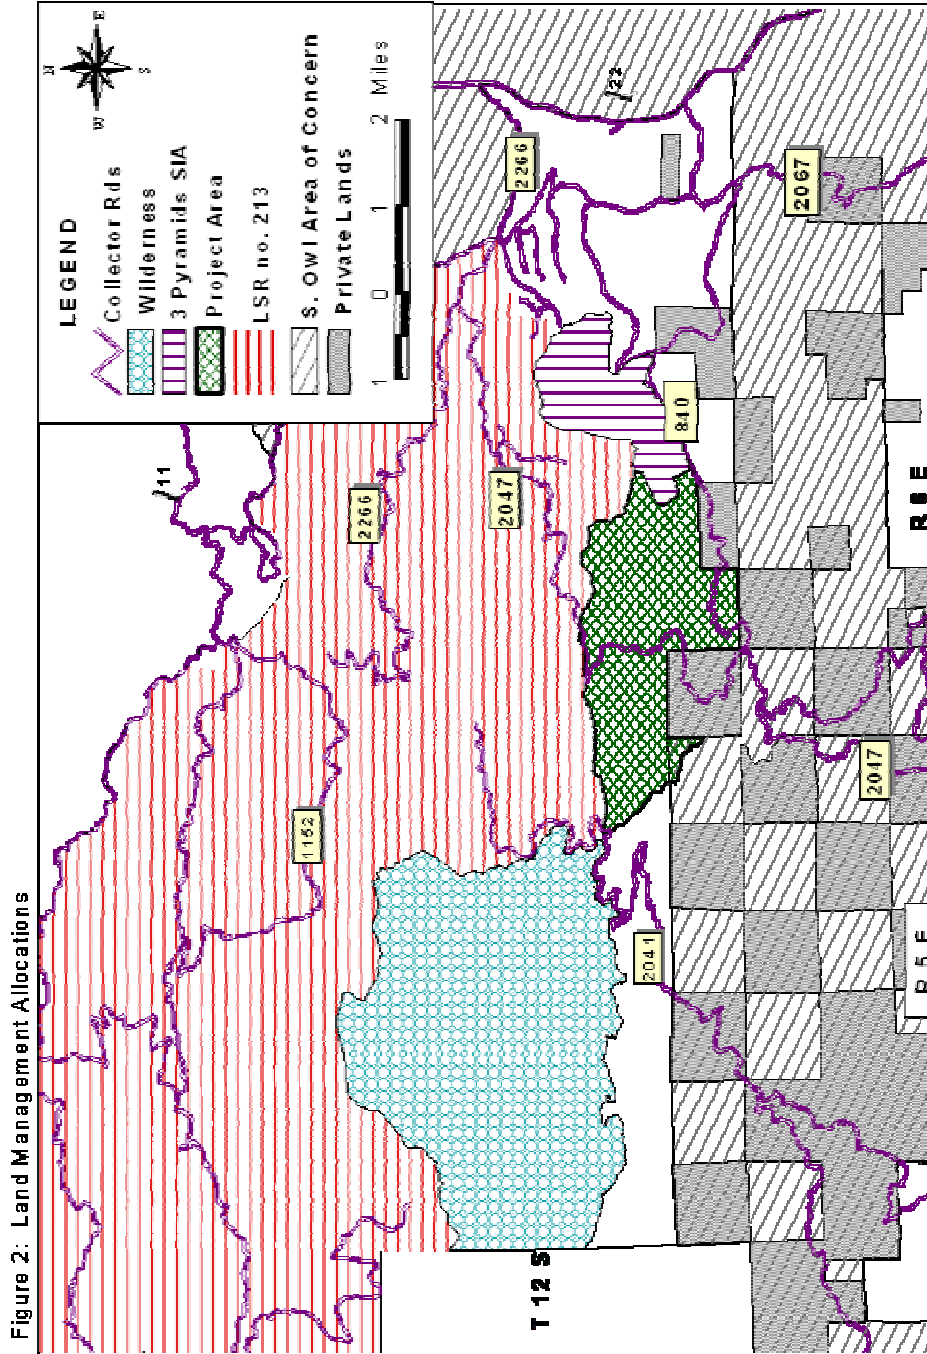 Figure 2: Land Management Allocations
LEGEND
Collector Rds
Wilderness
3 Pyramids SIA
Project Area
LSR no. 213
S. Owl Area of Concern
Private Lands
N
E
S
W
1 0 1 2 Miles
11
22
2266
2266
1152
2047
840
2067
2041
2047
T 12 S
R 5 E
R 6 E